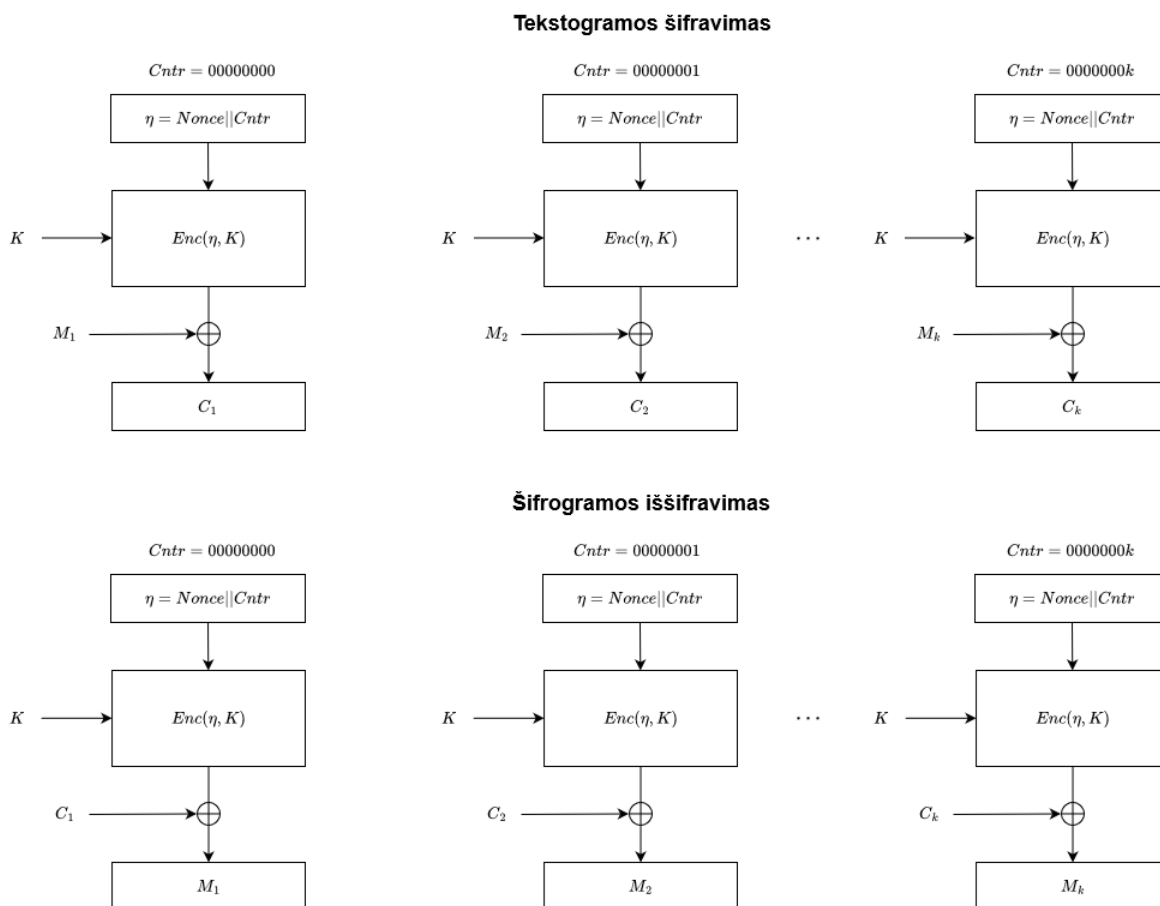 Tekstogramos šifravimas
Cntr = 00000000 Cntr = 00000001 Cntr = 0000000k
η = Nonce||Cntr η = Nonce||Cntr η = Nonce||Cntr
K Enc(η, K) K Enc(η, K) ... K Enc(η, K)
M₁ M₂ Mₖ
C₁ C₂ Cₖ
Šifrogramos iššifravimas
Cntr = 00000000 Cntr = 00000001 Cntr = 0000000k
η = Nonce||Cntr η = Nonce||Cntr η = Nonce||Cntr
K Enc(η, K) K Enc(η, K) ... K Enc(η, K)
C₁ C₂ Cₖ
M₁ M₂ Mₖ